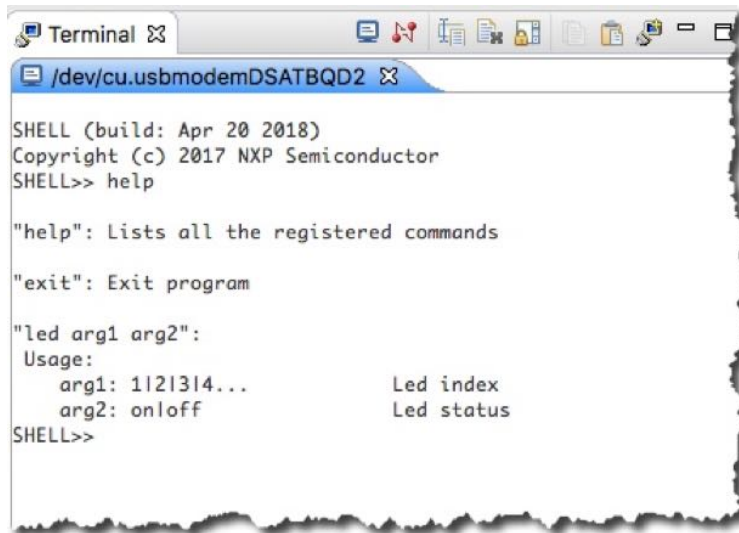 Terminal
/dev/cu.usbmodemDSATBQD2
SHELL (build: Apr 20 2018)
Copyright (c) 2017 NXP Semiconductor
SHELL>> help
"help": Lists all the registered commands
"exit": Exit program
"led arg1 arg2":
Usage:
arg1: 1|2|3|4... Led index
arg2: on|off Led status
SHELL>>